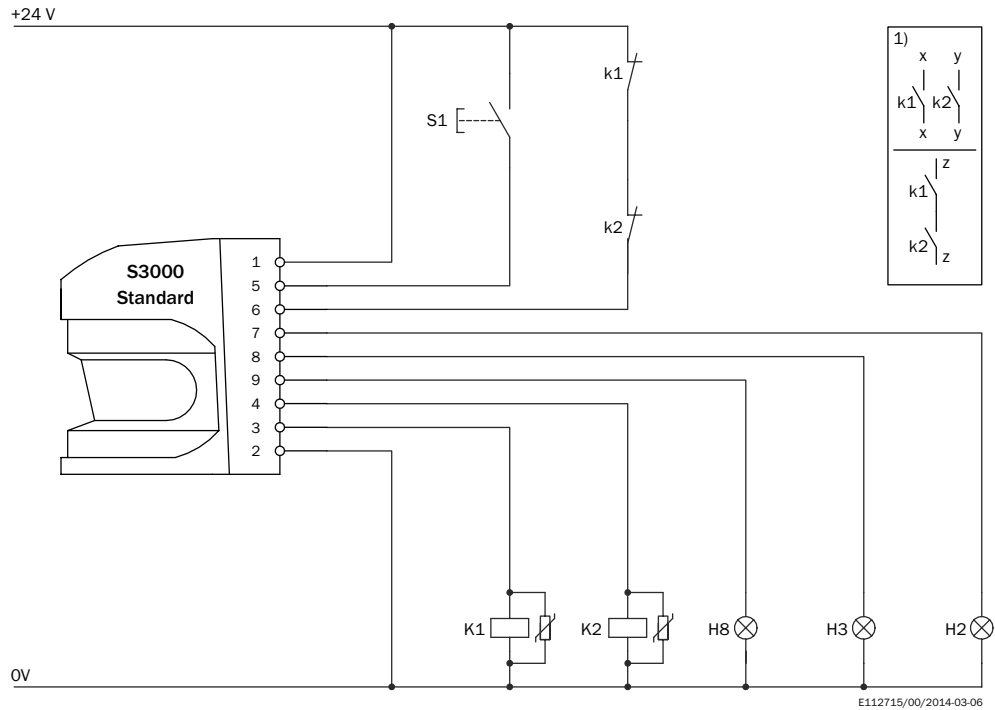 +24 V
1)
x y
k1 k2
x y
z
k1
k2
z
k1
S1
k2
S3000
Standard
1
5
6
7
8
9
4
3
2
K1
K2
H8
H3
H2
0V
E112715/00/2014-03-06